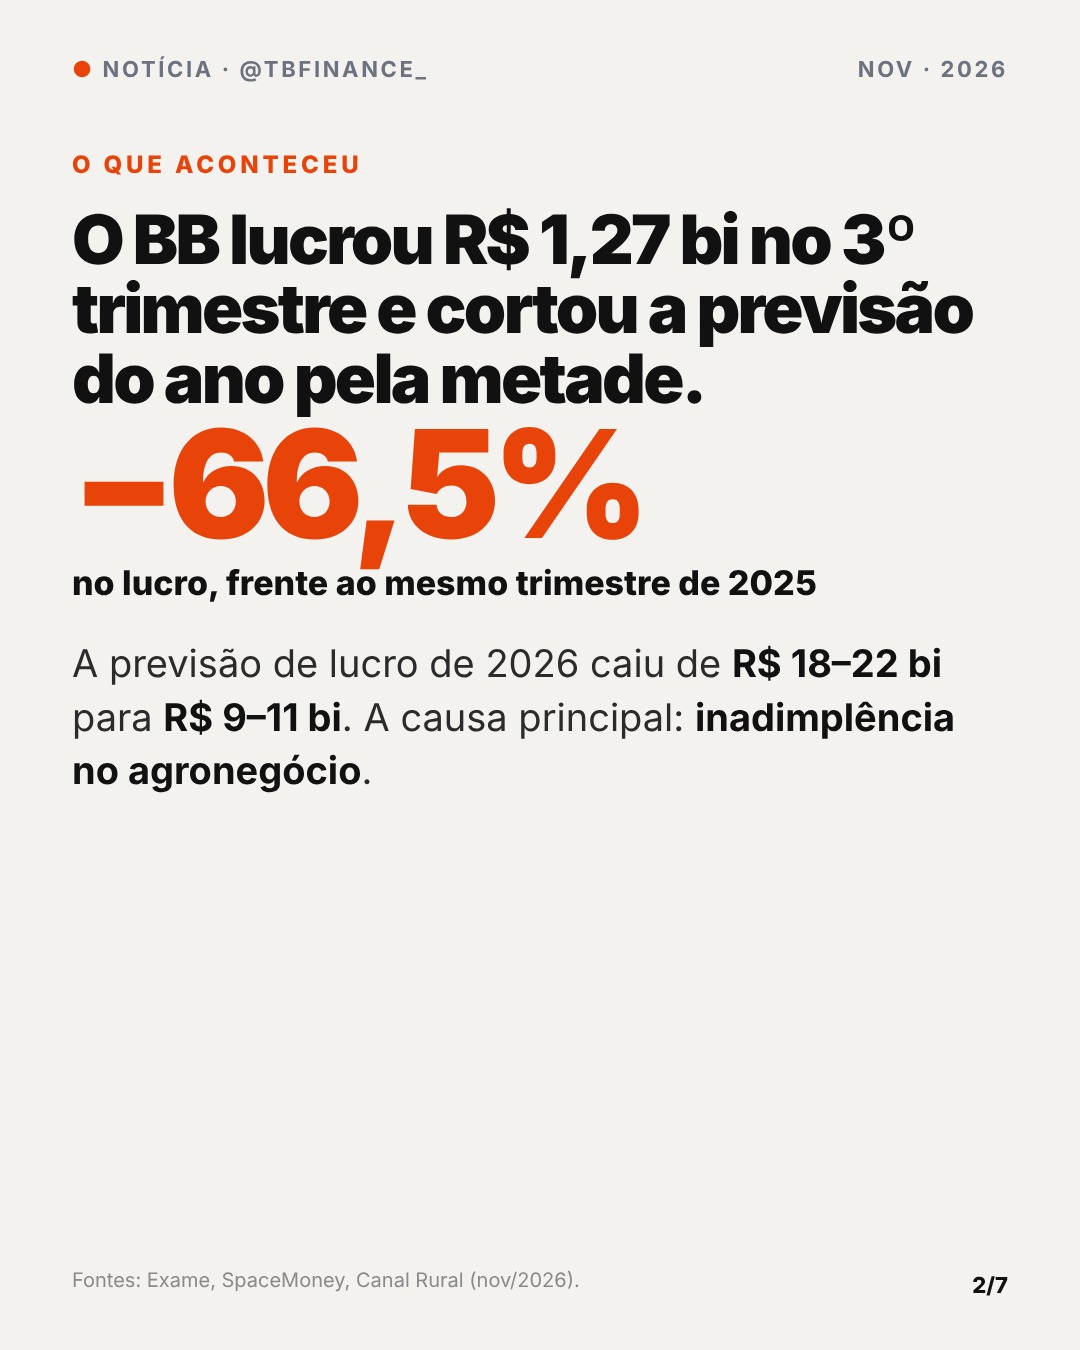 NOTÍCIA · @TBFINANCE_
NOV · 2026
O QUE ACONTECEU
O BB lucrou R$ 1,27 bi no 3º
trimestre e cortou a previsão
do ano pela metade.
−66,5%
no lucro, frente ao mesmo trimestre de 2025
A previsão de lucro de 2026 caiu de R$ 18–22 bi
para R$ 9–11 bi. A causa principal: inadimplência
no agronegócio.
Fontes: Exame, SpaceMoney, Canal Rural (nov/2026).
2/7